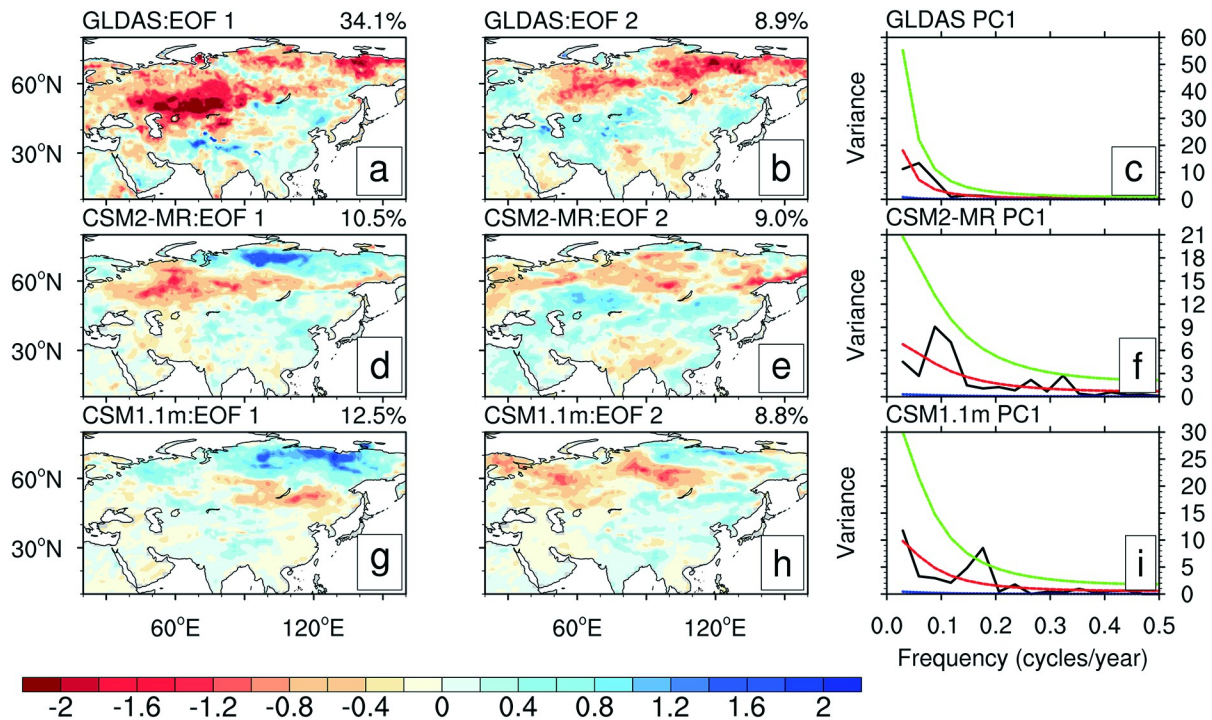 GLDAS:EOF 1 34.1% GLDAS:EOF 2 8.9% GLDAS PC1
60°N
30°N
a
b
Variance
60
50
40
30
20
10
0
c
CSM2-MR:EOF 1 10.5% CSM2-MR:EOF 2 9.0% CSM2-MR PC1
60°N
30°N
d
e
Variance
21
18
15
12
9
6
3
0
f
CSM1.1m:EOF 1 12.5% CSM1.1m:EOF 2 8.8% CSM1.1m PC1
60°N
30°N
g
h
Variance
30
25
20
15
10
5
0
i
60°E 120°E 60°E 120°E 0.0 0.1 0.2 0.3 0.4 0.5
Frequency (cycles/year)
-2 -1.6 -1.2 -0.8 -0.4 0 0.4 0.8 1.2 1.6 2